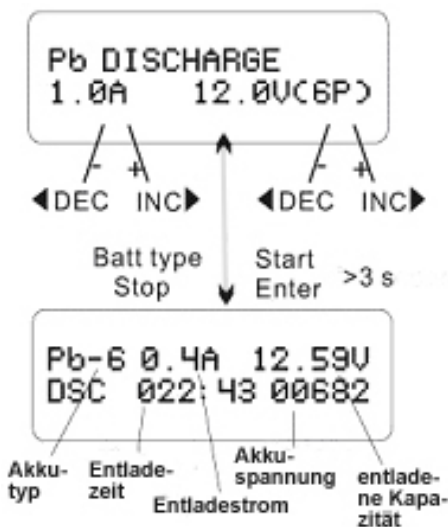 Pb DISCHARGE
1.0A 12.0V(6P)
- + - +
◀DEC INC▶ ◀DEC INC▶
Batt type Start
Stop Enter >3 s
Pb-6 0.4A 12.59V
DSC 022:43 00682
Akku-
typ
Entlade-
zeit
Entladestrom
Akku-
spannung
entlade-
ne Kapa-
zität